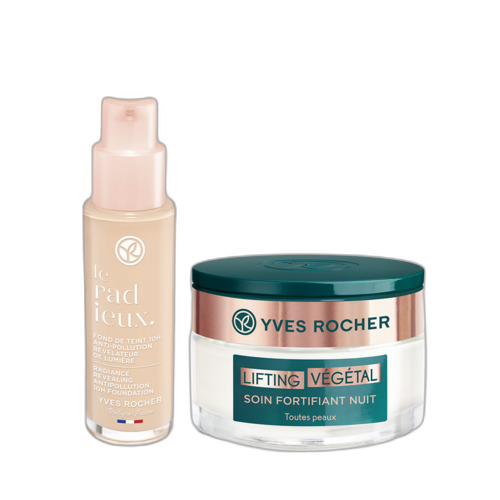 le
rad
ieux.
FOND DE TEINT 10H
ANTI-POLLUTION
RÉVÉLATEUR
DE LUMIÈRE
RADIANCE
REVEALING
ANTIPOLLUTION
10H FOUNDATION
YVES ROCHER
YVES ROCHER
LIFTING VÉGÉTAL
SOIN FORTIFIANT NUIT
Toutes peaux